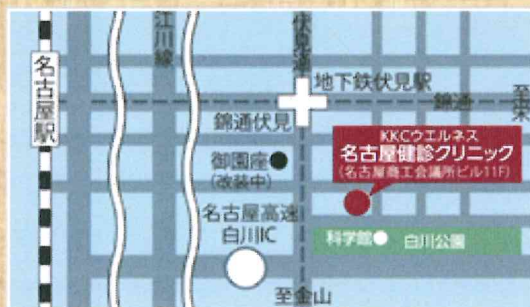 江川線
伏見通
名古屋駅
地下鉄伏見駅
至栄
錦通
錦通伏見
KKCウエルネス
名古屋健診クリニック
(名古屋商工会議所ビル11F)
御園座
(改装中)
名古屋高速
白川IC
科学館
白川公園
至金山